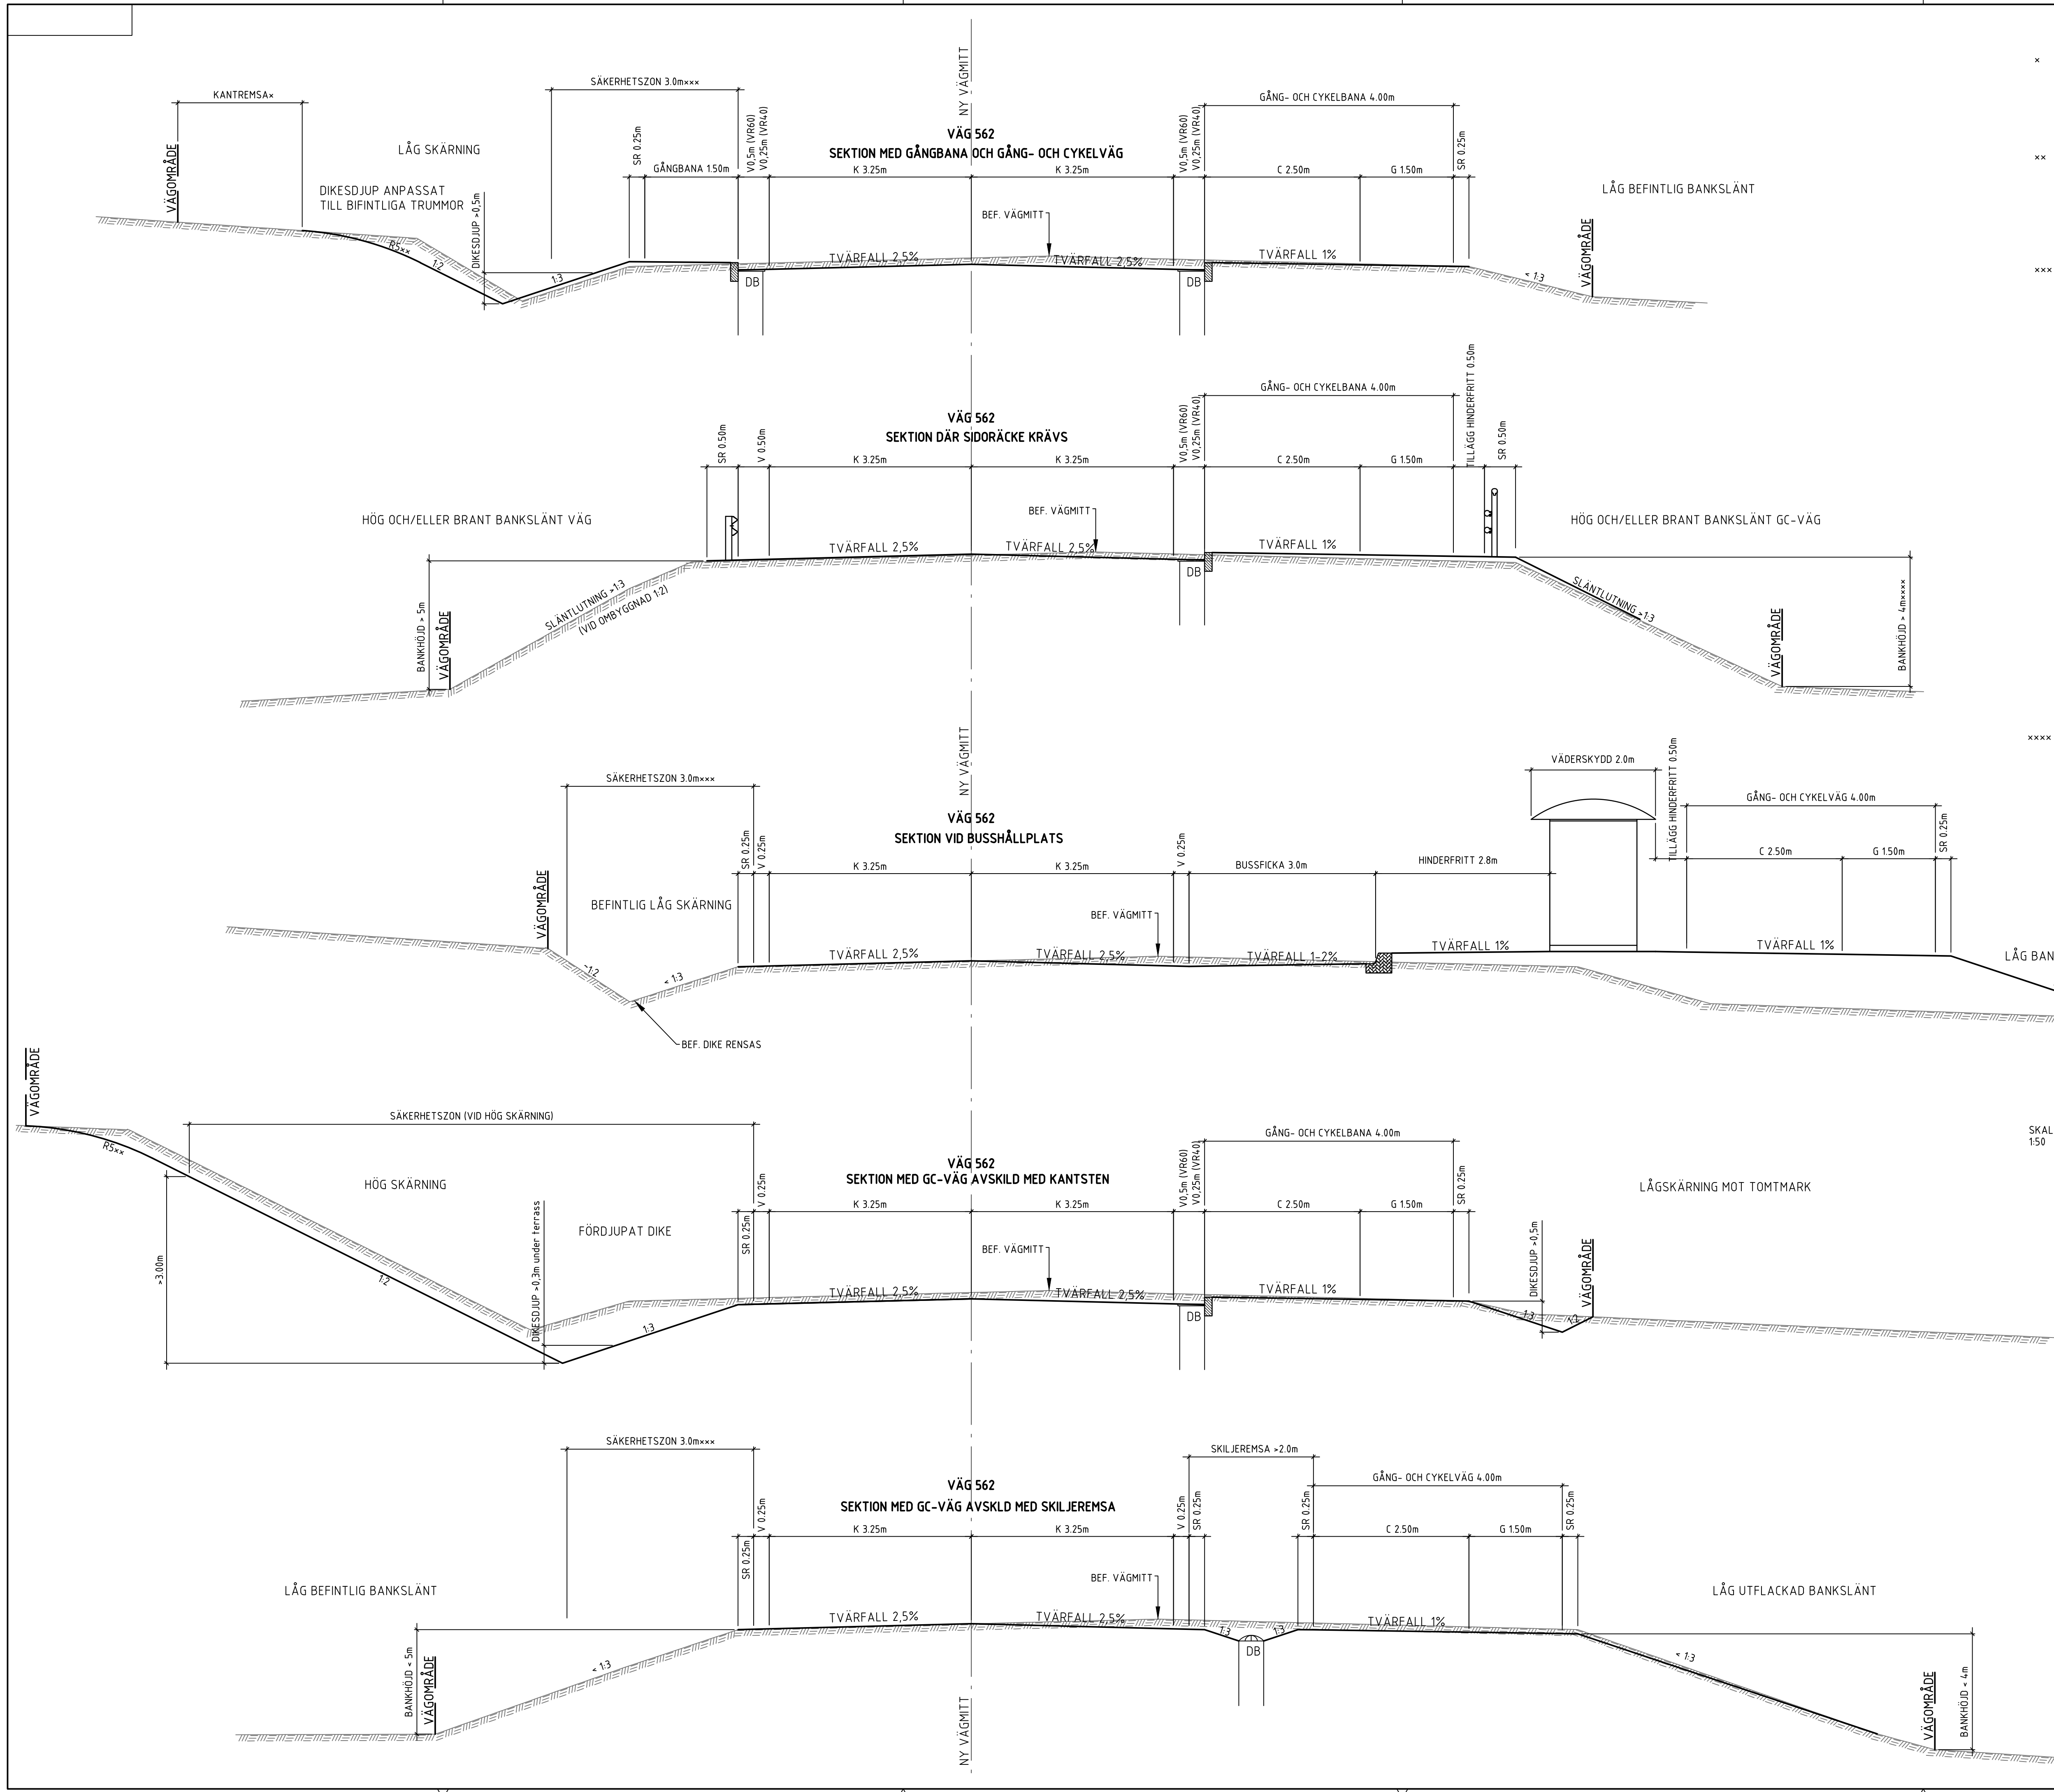 ×
××
×××
××××
NY VÄGMITT
KANTREMSA×
SÄKERHETSZON 3.0m×××
GÅNG- OCH CYKELBANA 4.00m
VÄG 562
SEKTION MED GÅNGBANA OCH GÅNG- OCH CYKELVÄG
VÄGOMRÅDE
LÅG SKÄRNING
DIKESDJUP ANPASSAT
TILL BIFINTLIGA TRUMMOR
DIKESDJUP >0,5m
SR 0.25m
GÅNGBANA 1.50m
V0,5m (VR60)
V0,25m (VR40)
K 3.25m
K 3.25m
V0,5m (VR60)
V0,25m (VR40)
C 2.50m
G 1.50m
SR 0.25m
LÅG BEFINTLIG BANKSLÄNT
VÄGOMRÅDE
BEF. VÄGMITT
R5××
1:2
1:3
TVÄRFALL 2,5%
TVÄRFALL 2,5%
TVÄRFALL 1%
< 1:3
DB
DB
GÅNG- OCH CYKELBANA 4.00m
VÄG 562
SEKTION DÄR SIDORÄCKE KRÄVS
SR 0.50m
V 0.50m
K 3.25m
K 3.25m
V0,5m (VR60)
V0,25m (VR40)
C 2.50m
G 1.50m
TILLÄGG HINDERFRITT 0.50m
SR 0.50m
HÖG OCH/ELLER BRANT BANKSLÄNT VÄG
BEF. VÄGMITT
HÖG OCH/ELLER BRANT BANKSLÄNT GC-VÄG
TVÄRFALL 2,5%
TVÄRFALL 2,5%
TVÄRFALL 1%
DB
BANKHÖJD > 5m
VÄGOMRÅDE
SLÄNTLUTNING >1:3
(VID OMBYGGNAD 1:2)
SLÄNTLUTNING >1:3
VÄGOMRÅDE
BANKHÖJD > 4m××××
NY VÄGMITT
SÄKERHETSZON 3.0m×××
VÄDERSKYDD 2.0m
TILLÄGG HINDERFRITT 0.50m
GÅNG- OCH CYKELVÄG 4.00m
VÄG 562
SEKTION VID BUSSHÅLLPLATS
SR 0.25m
V 0.25m
K 3.25m
K 3.25m
V 0.25m
BUSSFICKA 3.0m
HINDERFRITT 2.8m
C 2.50m
G 1.50m
SR 0.25m
VÄGOMRÅDE
BEFINTLIG LÅG SKÄRNING
BEF. VÄGMITT
~1:2
< 1:3
TVÄRFALL 2,5%
TVÄRFALL 2,5%
TVÄRFALL 1-2%
TVÄRFALL 1%
TVÄRFALL 1%
LÅG BAN
BEF. DIKE RENSAS
VÄGOMRÅDE
SÄKERHETSZON (VID HÖG SKÄRNING)
GÅNG- OCH CYKELBANA 4.00m
SKAL
1:50
VÄG 562
SEKTION MED GC-VÄG AVSKILD MED KANTSTEN
R5××
HÖG SKÄRNING
FÖRDJUPAT DIKE
SR 0.25m
V 0.25m
K 3.25m
K 3.25m
V0,5m (VR60)
V0,25m (VR40)
C 2.50m
G 1.50m
SR 0.25m
LÅGSKÄRNING MOT TOMTMARK
>3.00m
1:2
DIKESDJUP >0,3m under terrass
1:3
BEF. VÄGMITT
TVÄRFALL 2,5%
TVÄRFALL 2,5%
TVÄRFALL 1%
DB
DIKESDJUP >0,5m
VÄGOMRÅDE
1:3
1:2
SÄKERHETSZON 3.0m×××
SKILJEREMSA >2.0m
GÅNG- OCH CYKELVÄG 4.00m
VÄG 562
SEKTION MED GC-VÄG AVSKLD MED SKILJEREMSA
SR 0.25m
V 0.25m
K 3.25m
K 3.25m
V 0.25m
SR 0.25m
SR 0.25m
C 2.50m
G 1.50m
SR 0.25m
LÅG BEFINTLIG BANKSLÄNT
BEF. VÄGMITT
LÅG UTFLACKAD BANKSLÄNT
TVÄRFALL 2,5%
TVÄRFALL 2,5%
TVÄRFALL 1%
1:3
1:3
DB
BANKHÖJD < 5m
VÄGOMRÅDE
< 1:3
< 1:3
VÄGOMRÅDE
BANKHÖJD < 4m
NY VÄGMITT